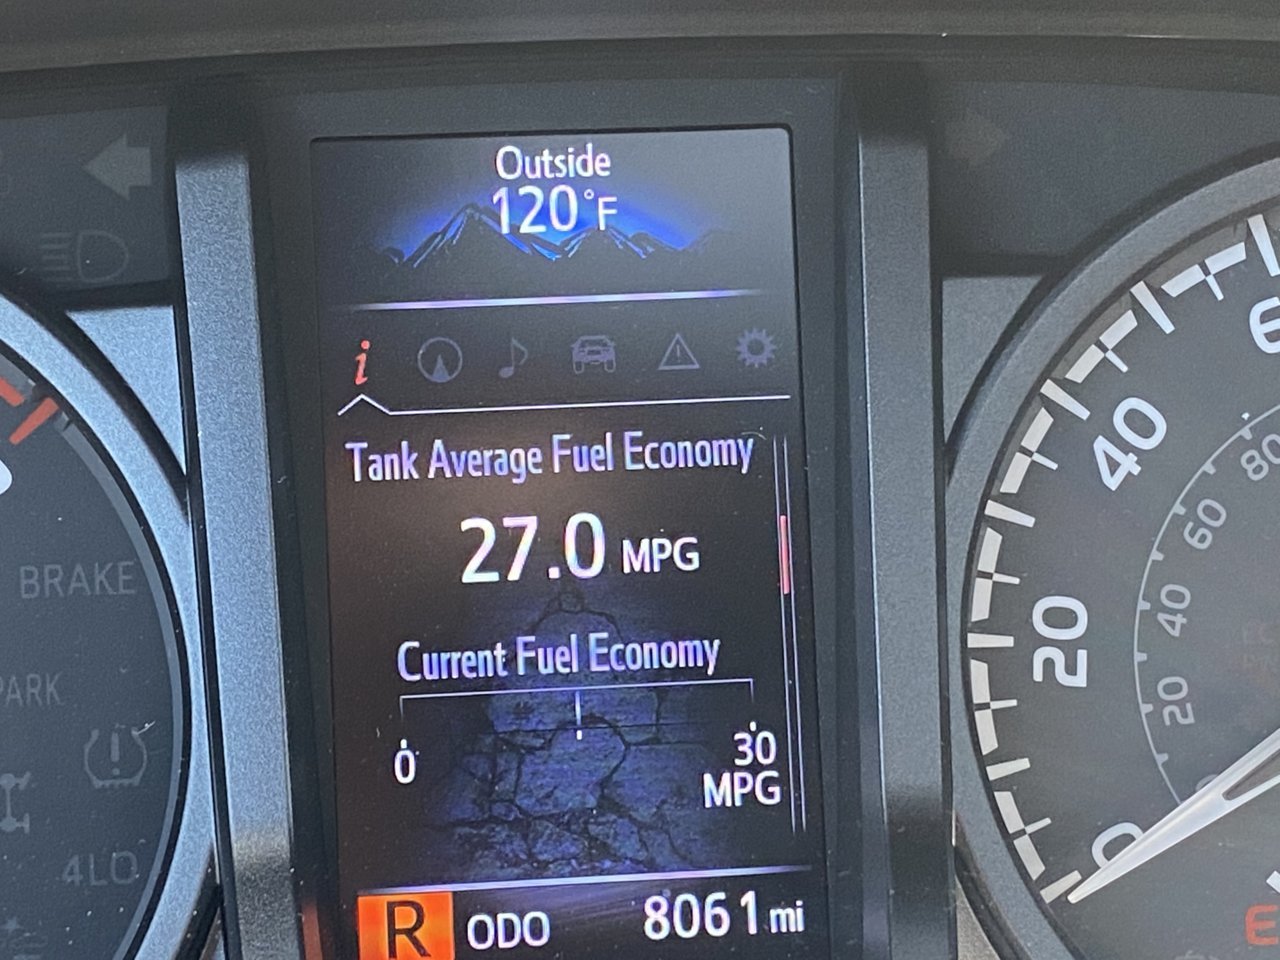 Outside
120°F
i
Tank Average Fuel Economy
27.0 MPG
Current Fuel Economy
0
30
MPG
R ODO 8061 mi
BRAKE
PARK
4LO
0
20
40
20
40
60
80
E